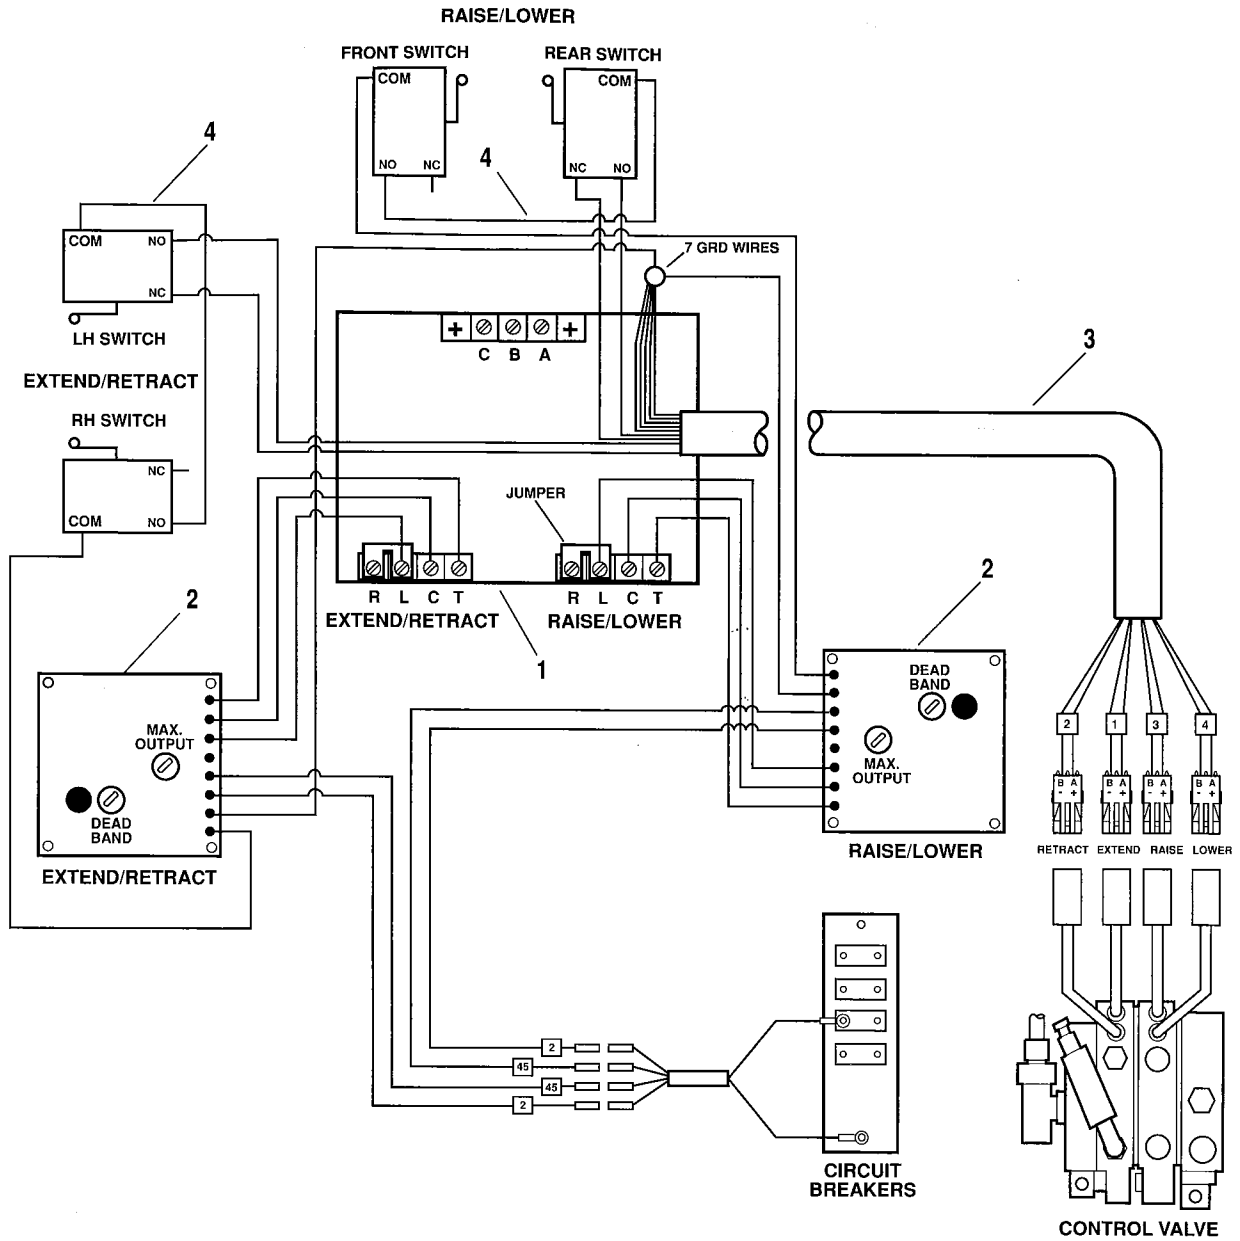 RAISE/LOWER
FRONT SWITCH
REAR SWITCH
COM
COM
NO
NC
NC
NO
4
4
COM
NO
NC
7 GRD WIRES
LH SWITCH
+ C B A +
EXTEND/RETRACT
3
RH SWITCH
NC
COM
NO
JUMPER
R L C T
EXTEND/RETRACT
R L C T
RAISE/LOWER
1
2
2
MAX.
OUTPUT
DEAD
BAND
EXTEND/RETRACT
DEAD
BAND
MAX.
OUTPUT
RAISE/LOWER
2
1
3
4
B A
- +
B A
- +
B A
- +
B A
- +
RETRACT
EXTEND
RAISE
LOWER
2
45
45
2
CIRCUIT
BREAKERS
CONTROL VALVE